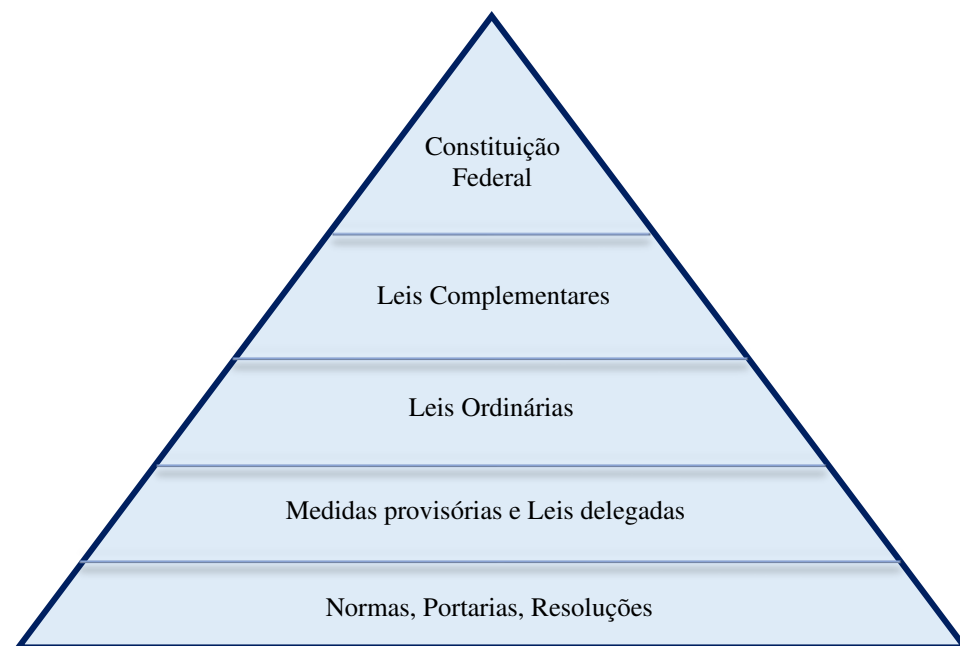 Constituição
Federal
Leis Complementares
Leis Ordinárias
Medidas provisórias e Leis delegadas
Normas, Portarias, Resoluções